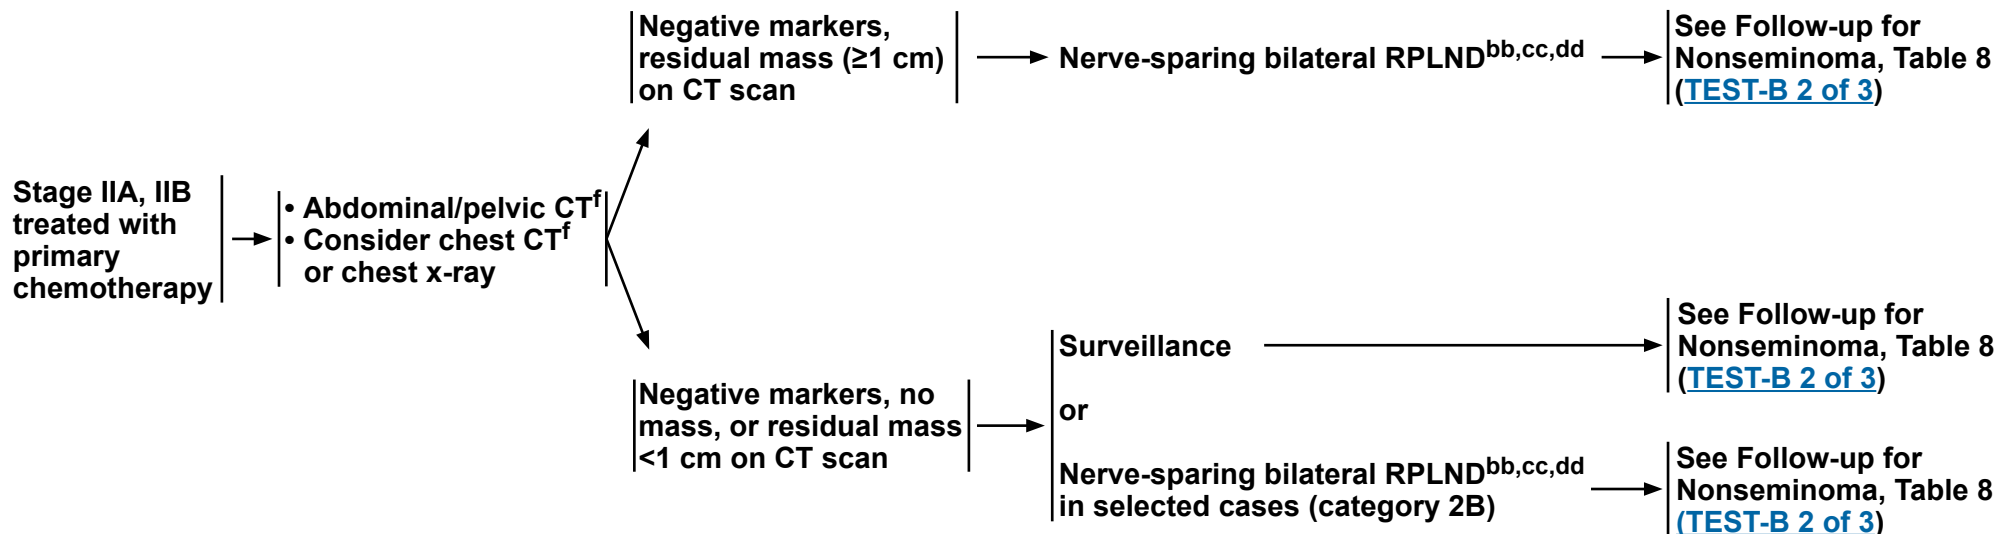 Stage IIA, IIB
treated with
primary
chemotherapy
• Abdominal/pelvic CTf
• Consider chest CTf
or chest x-ray
Negative markers,
residual mass (≥1 cm)
on CT scan
Nerve-sparing bilateral RPLNDbb,cc,dd
See Follow-up for
Nonseminoma, Table 8
(TEST-B 2 of 3)
Negative markers, no
mass, or residual mass
<1 cm on CT scan
Surveillance
or
Nerve-sparing bilateral RPLNDbb,cc,dd
in selected cases (category 2B)
See Follow-up for
Nonseminoma, Table 8
(TEST-B 2 of 3)
See Follow-up for
Nonseminoma, Table 8
(TEST-B 2 of 3)